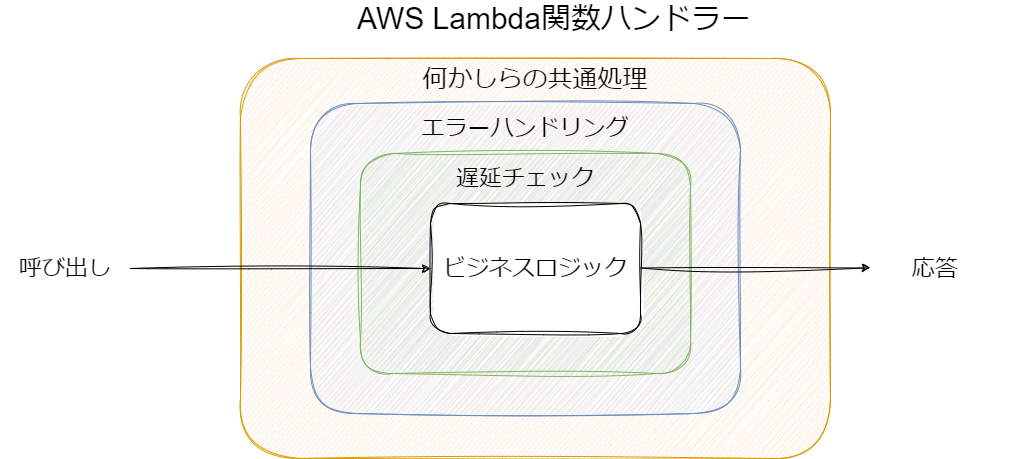 AWS Lambda関数ハンドラー
何かしらの共通処理
エラーハンドリング
遅延チェック
呼び出し
ビジネスロジック
応答